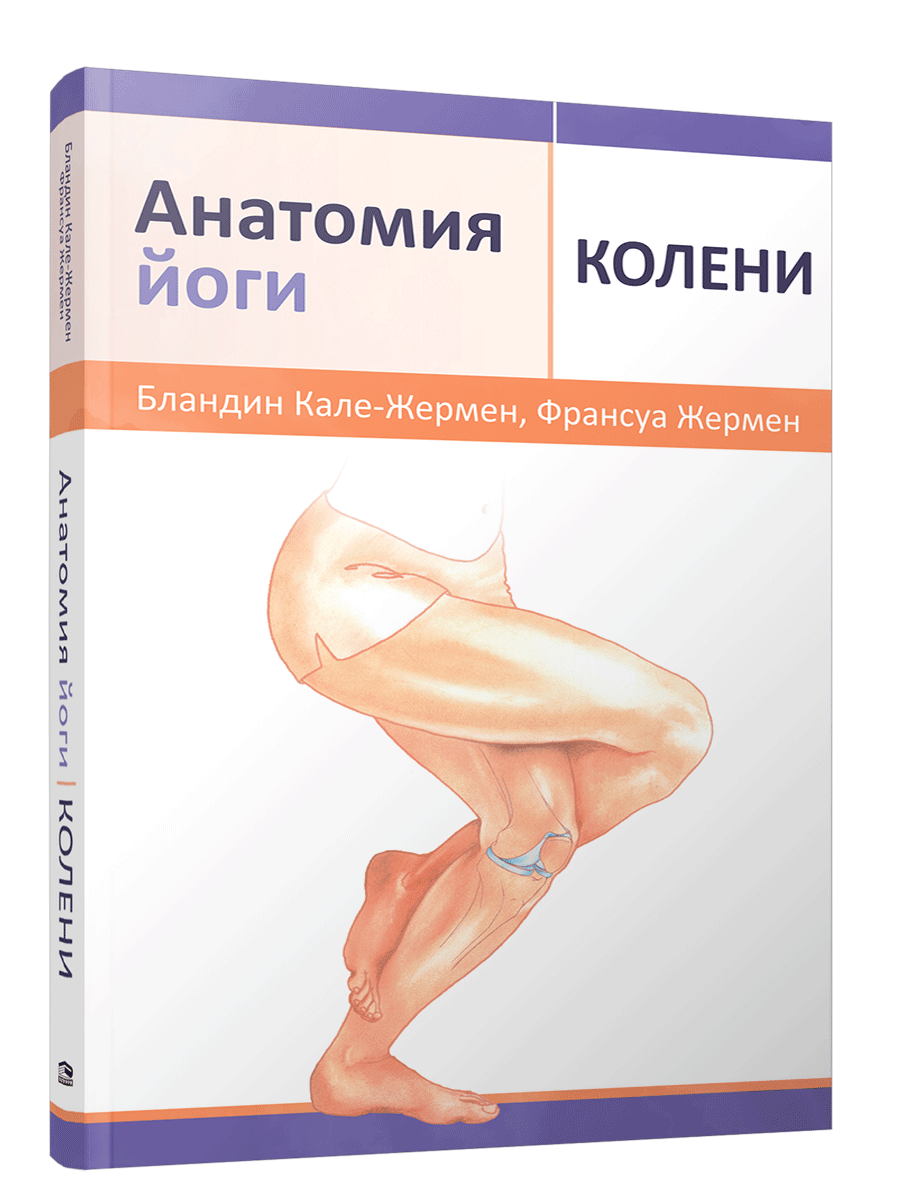 Анатомия
йоги
КОЛЕНИ
Бландин Кале-Жермен, Франсуа Жермен
Бландин Кале-Жермен
Франсуа Жермен
Анатомия йоги | КОЛЕНИ